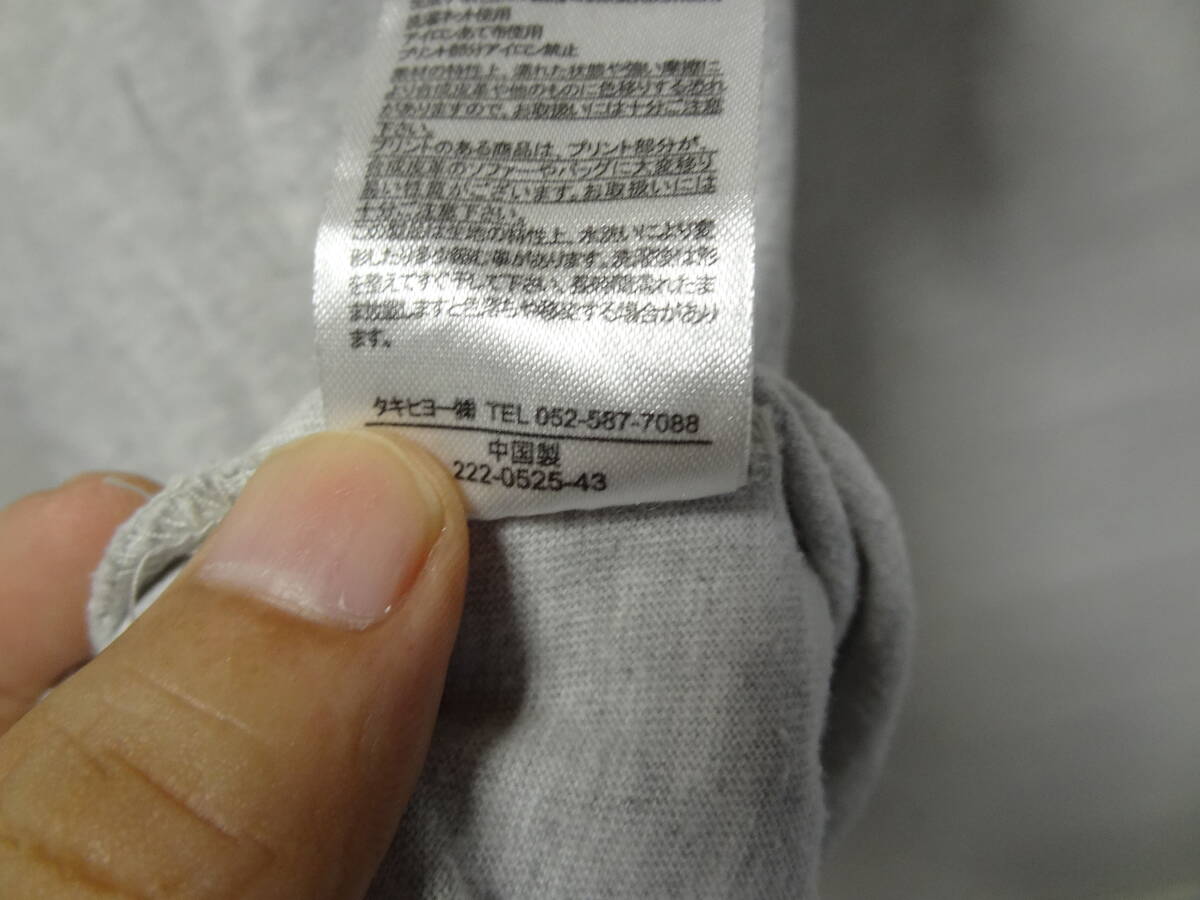 洗濯ネット使用
アイロンあて布使用
プリント部分アイロン禁止
素材の特性上、濡れた状態や強い摩擦に
より合成皮革や他のものに色移りする恐れ
がありますので、お取扱いには十分ご注意
下さい。
プリントのある商品は、プリント部分が、
合成皮革のソファーやバッグに大変移り
易い性質がございます。お取扱いには
十分ご注意下さい。
この製品は生地の特性上、水洗いにより変
形したり多少縮む事があります。洗濯後は形
を整えてすぐ干して下さい。長時間濡れたま
ま放置しますと色落ちや移染する場合があり
ます。
タキヒヨー㈱ TEL 052-587-7088
中国製
222-0525-43